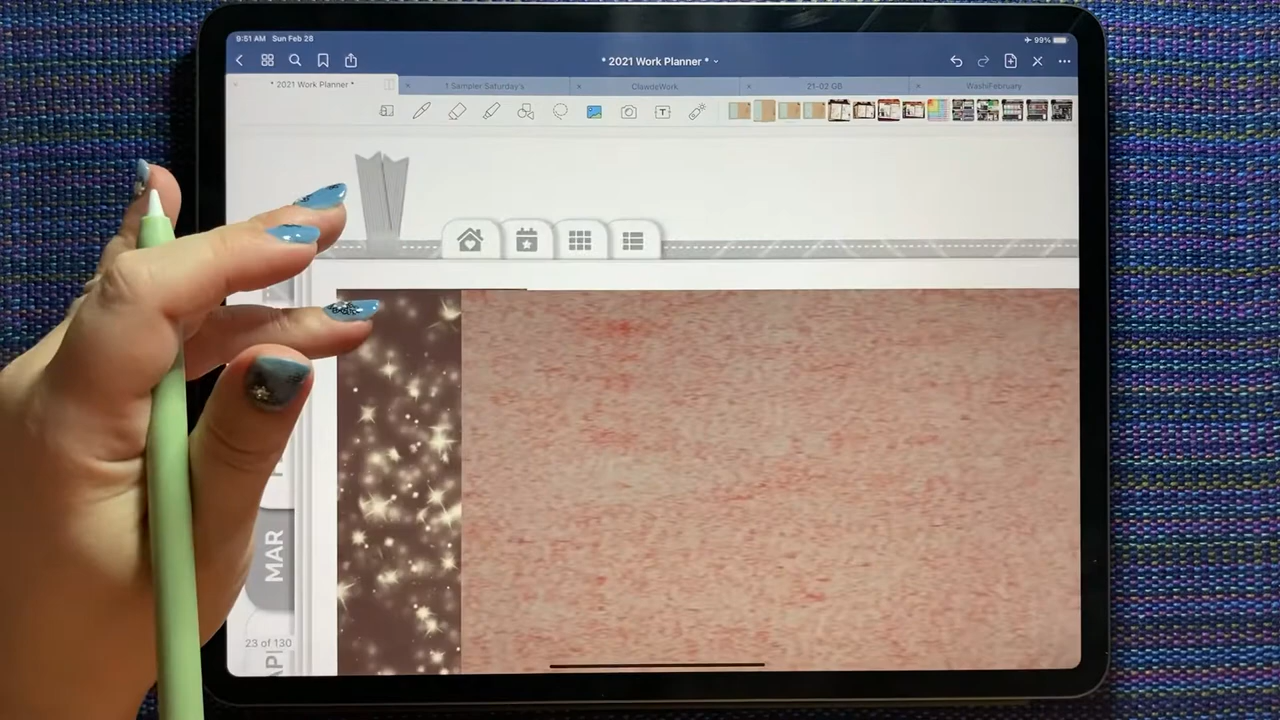 9:51 AM Sun Feb 28
99%
* 2021 Work Planner *
* 2021 Work Planner *
1 Sampler Saturday's
ClawdeWork
21-02 GB
WashiFebruary
T
MAR
23 of 130